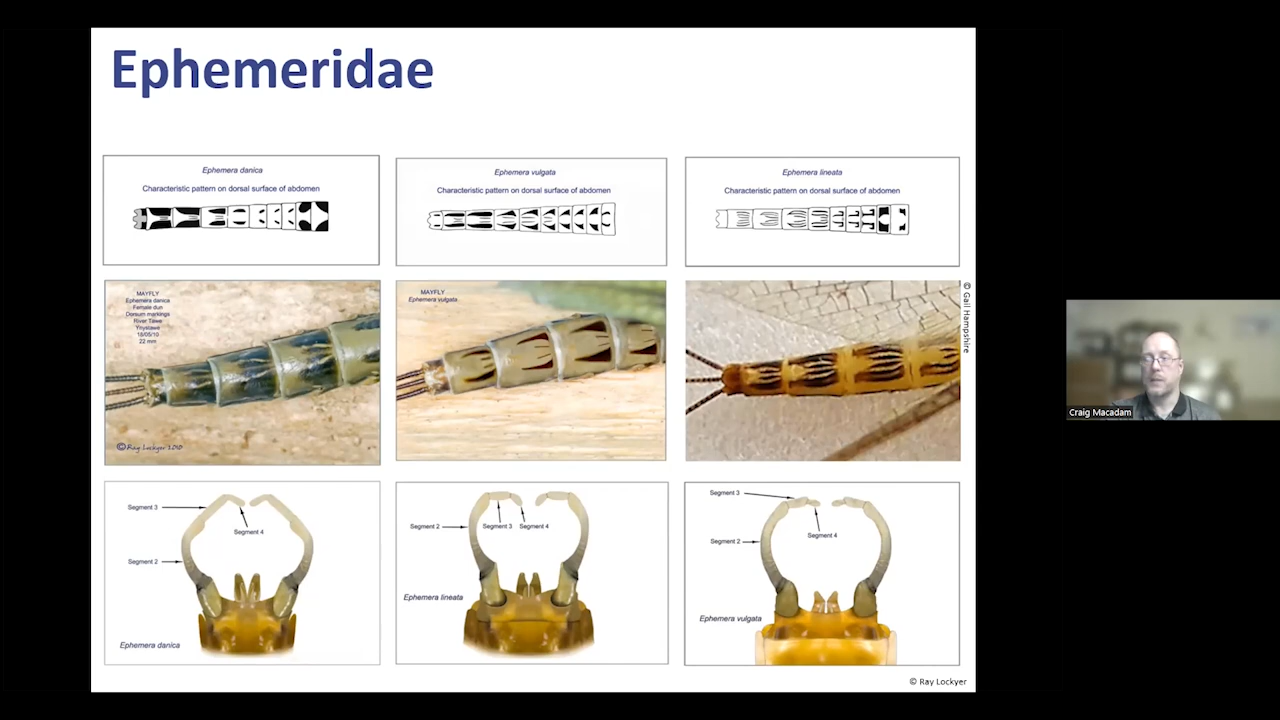 Ephemeridae
Ephemera danica
Characteristic pattern on dorsal surface of abdomen
Ephemera vulgata
Characteristic pattern on dorsal surface of abdomen
Ephemera lineata
Characteristic pattern on dorsal surface of abdomen
MAYFLY
Ephemera danica
Female dun
Dorsum markings
River Tawe
Ynystawe
18/05/10
22 mm
© Ray Lockyer 2010
MAYFLY
Ephemera vulgata
© Gail Hampshire
Segment 3
Segment 4
Segment 2
Ephemera danica
Segment 2
Segment 3
Segment 4
Ephemera lineata
Segment 3
Segment 4
Segment 2
Ephemera vulgata
© Ray Lockyer
Craig Macadam